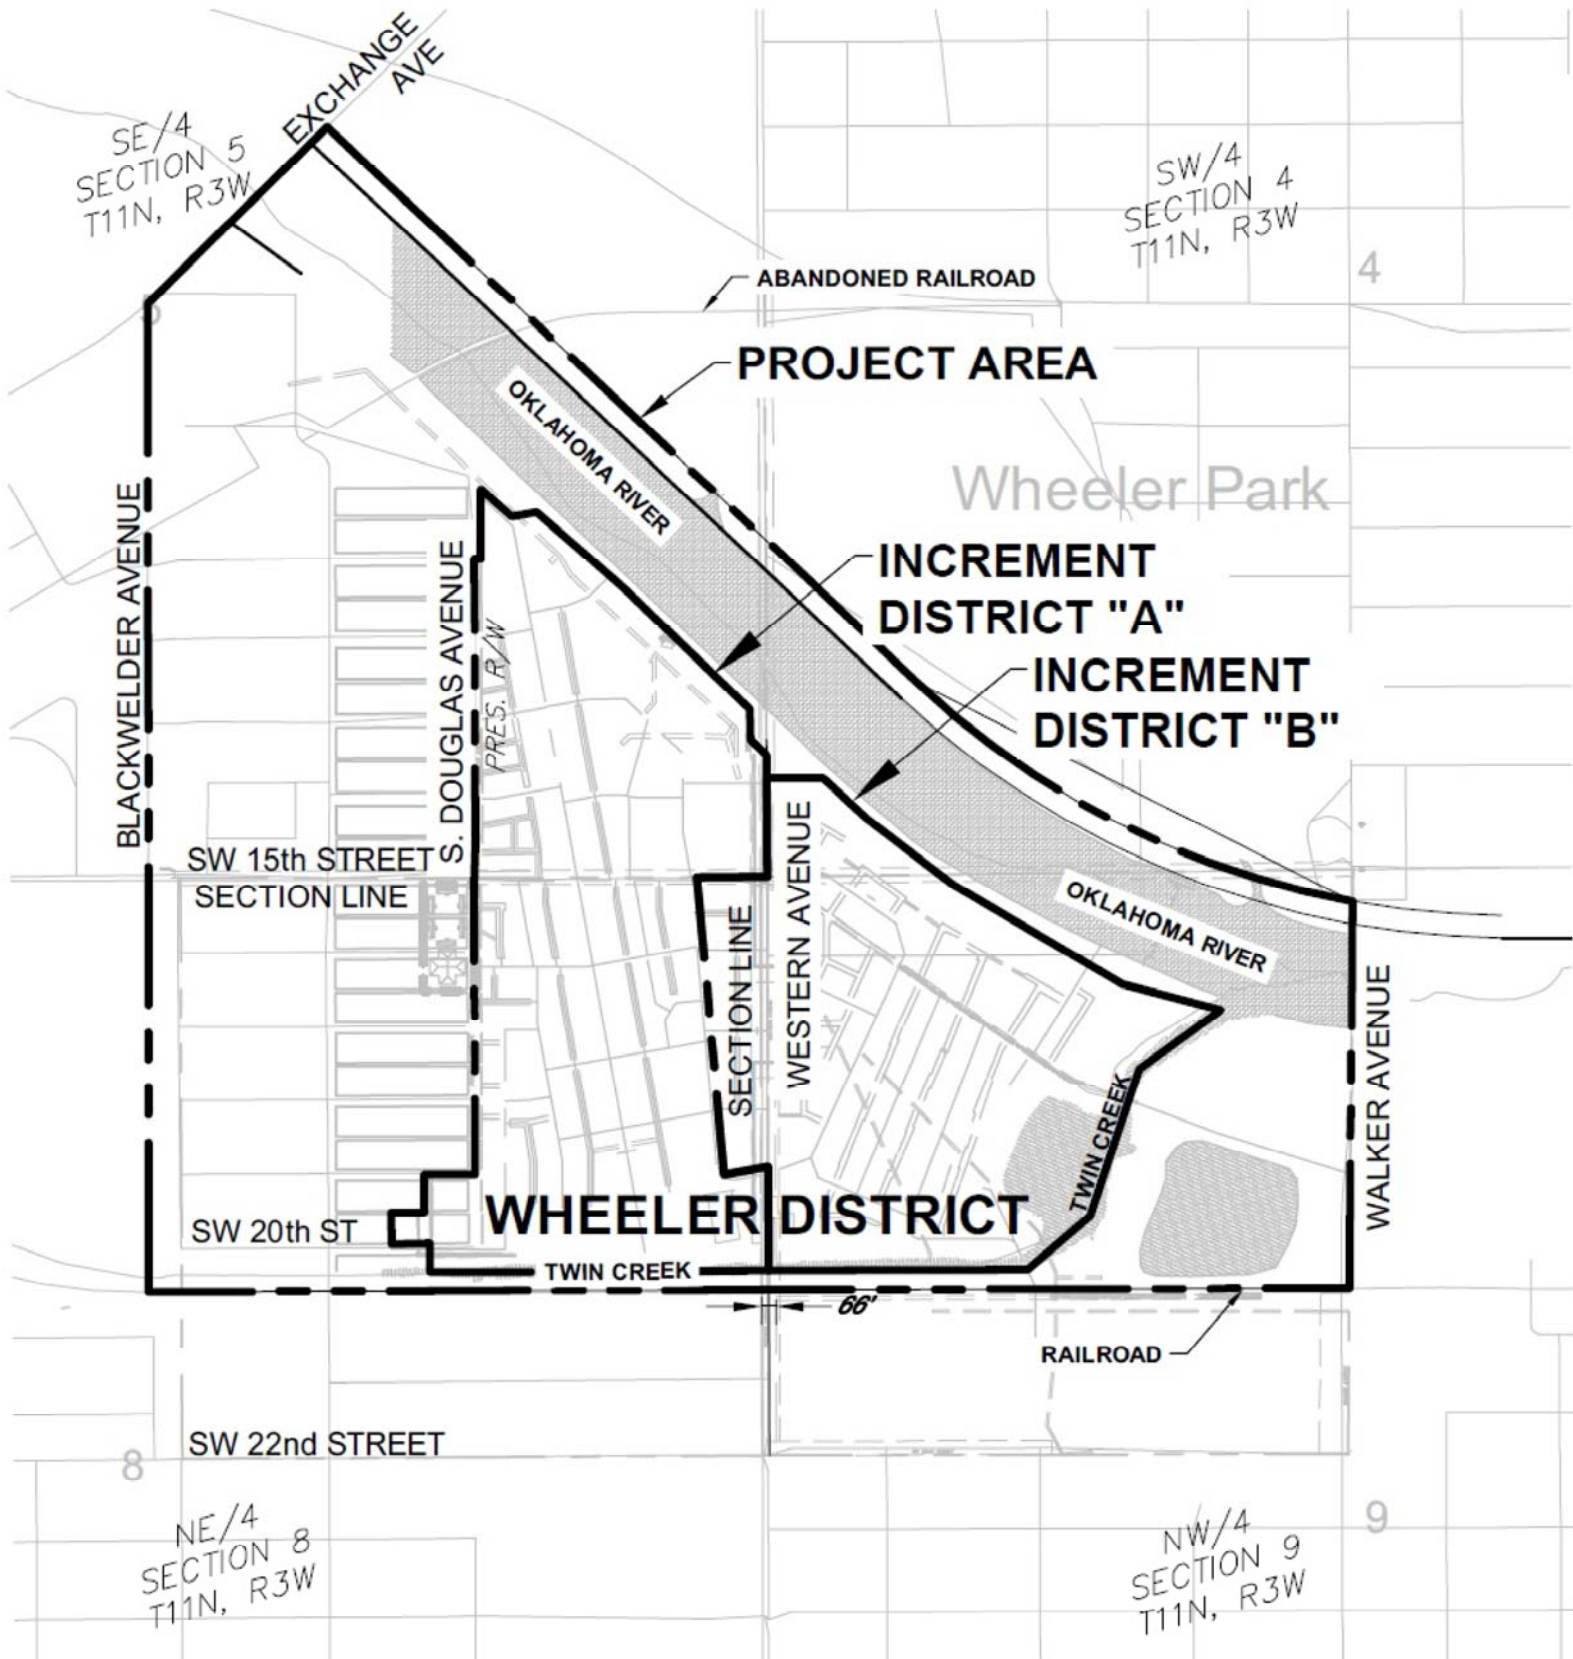 EXCHANGE
AVE
SE/4
SECTION 5
T11N, R3W
SW/4
SECTION 4
T11N, R3W
4
ABANDONED RAILROAD
5
PROJECT AREA
OKLAHOMA RIVER
Wheeler Park
INCREMENT
DISTRICT "A"
INCREMENT
DISTRICT "B"
BLACKWELDER AVENUE
S. DOUGLAS AVENUE
PRES. R/W
SW 15th STREET
SECTION LINE
SECTION LINE
WESTERN AVENUE
OKLAHOMA RIVER
WALKER AVENUE
TWIN CREEK
WHEELER DISTRICT
SW 20th ST
TWIN CREEK
66'
RAILROAD
SW 22nd STREET
8
NE/4
SECTION 8
T11N, R3W
9
NW/4
SECTION 9
T11N, R3W